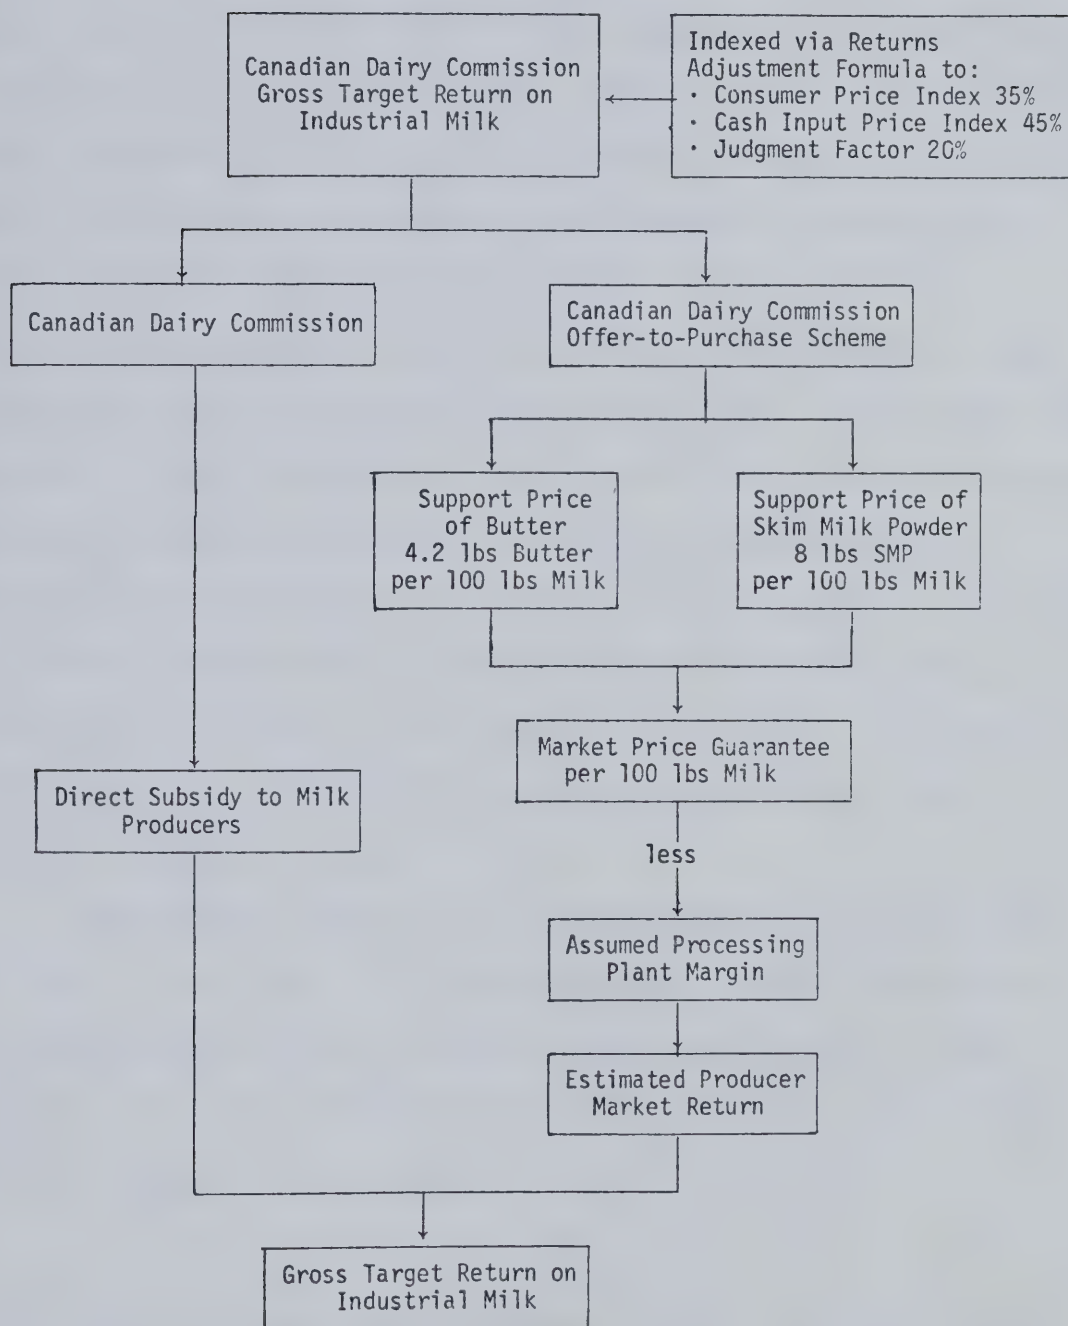 Canadian Dairy Commission
Gross Target Return on
Industrial Milk
Indexed via Returns
Adjustment Formula to:
· Consumer Price Index 35%
· Cash Input Price Index 45%
· Judgment Factor 20%
Canadian Dairy Commission
Canadian Dairy Commission
Offer-to-Purchase Scheme
Support Price
of Butter
4.2 lbs Butter
per 100 lbs Milk
Support Price of
Skim Milk Powder
8 lbs SMP
per 100 lbs Milk
Market Price Guarantee
per 100 lbs Milk
Direct Subsidy to Milk
Producers
less
Assumed Processing
Plant Margin
Estimated Producer
Market Return
Gross Target Return on
Industrial Milk